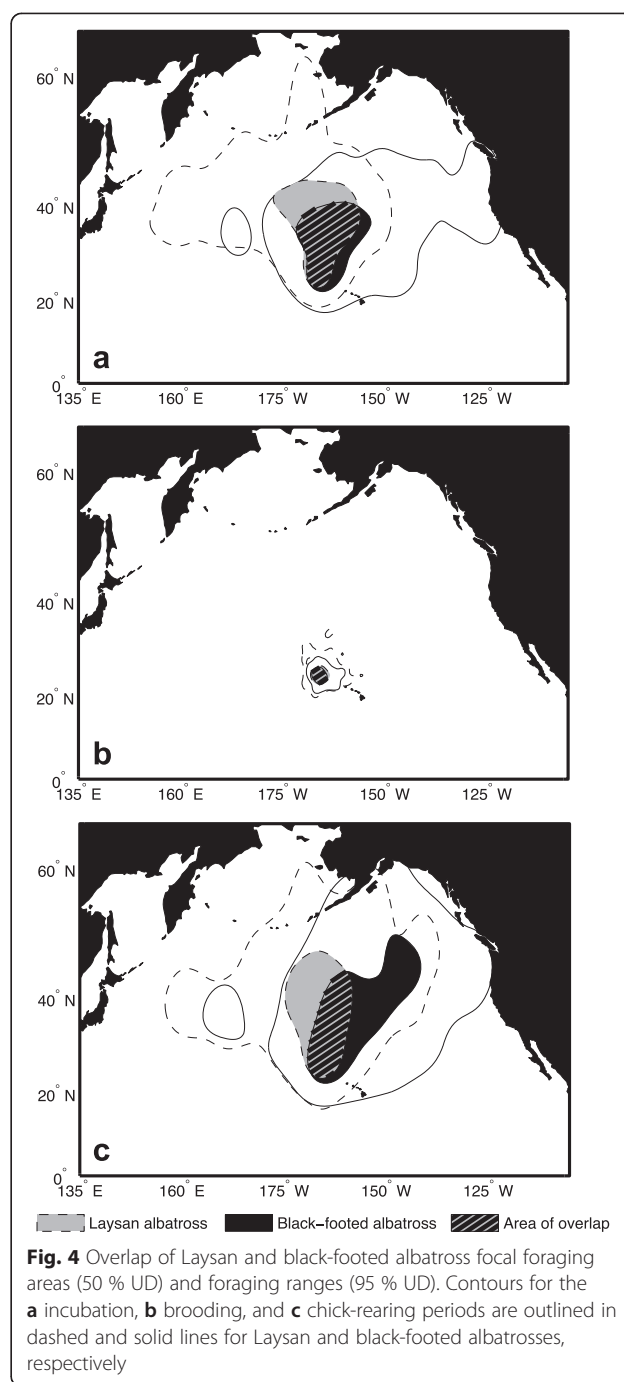 60° N
40° N
20° N
a
0°
135° E 160° E 175° W 150° W 125° W
60° N
40° N
20° N
b
0°
135° E 160° E 175° W 150° W 125° W
60° N
40° N
20° N
c
0°
135° E 160° E 175° W 150° W 125° W
Laysan albatross Black-footed albatross Area of overlap
Fig. 4 Overlap of Laysan and black-footed albatross focal foraging
areas (50 % UD) and foraging ranges (95 % UD). Contours for the
a incubation, b brooding, and c chick-rearing periods are outlined in
dashed and solid lines for Laysan and black-footed albatrosses,
respectively